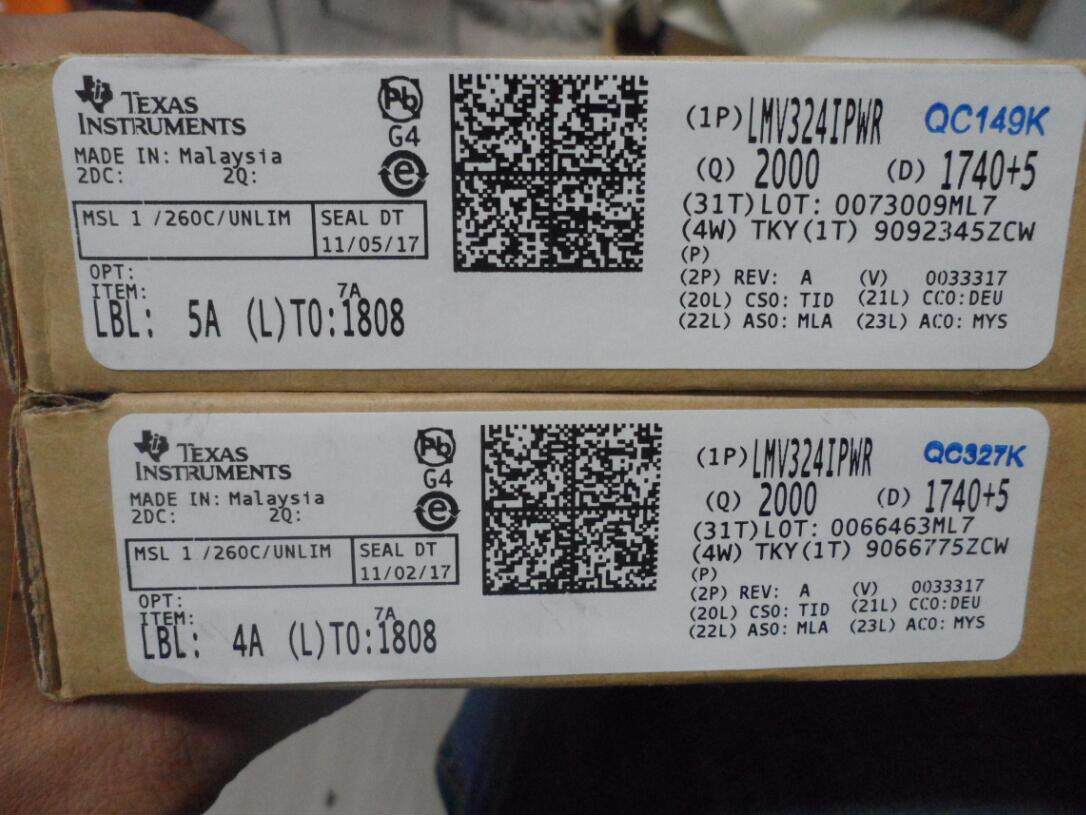 TEXAS
INSTRUMENTS
MADE IN: Malaysia
2DC: 2Q:
Pb
G4
e
MSL 1 /260C/UNLIM
SEAL DT
11/05/17
OPT:
ITEM: 7A
LBL: 5A (L)TO:1808
(1P)LMV324IPWR QC149K
(Q) 2000 (D) 1740+5
(31T)LOT: 0073009ML7
(4W) TKY(1T) 9092345ZCW
(P)
(2P) REV: A (V) 0033317
(20L) CSO: TID (21L) CCO:DEU
(22L) ASO: MLA (23L) ACO: MYS
TEXAS
INSTRUMENTS
MADE IN: Malaysia
2DC: 2Q:
Pb
G4
e
MSL 1 /260C/UNLIM
SEAL DT
11/02/17
OPT:
ITEM: 7A
LBL: 4A (L)TO:1808
(1P)LMV324IPWR QC327K
(Q) 2000 (D) 1740+5
(31T)LOT: 0066463ML7
(4W) TKY(1T) 9066775ZCW
(P)
(2P) REV: A (V) 0033317
(20L) CSO: TID (21L) CCO:DEU
(22L) ASO: MLA (23L) ACO: MYS